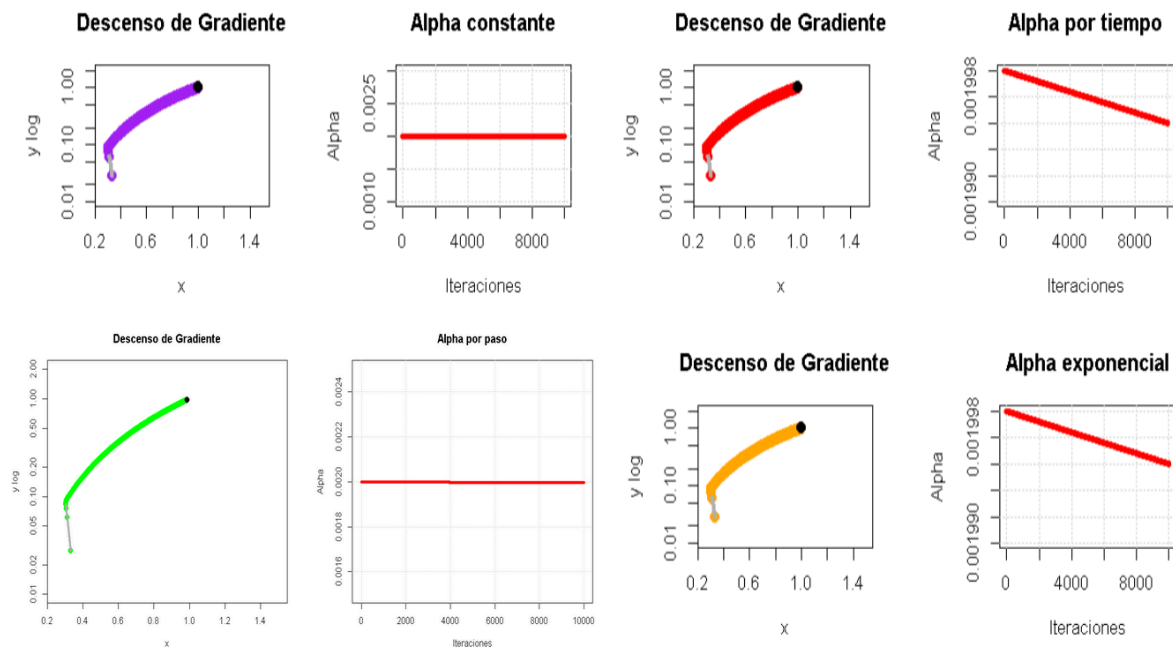 Descenso de Gradiente
y log
1.00
0.10
0.01
0.2 0.6 1.0 1.4
x
Alpha constante
Alpha
0.0025
0.0010
0 4000 8000
Iteraciones
Descenso de Gradiente
y log
1.00
0.10
0.01
0.2 0.6 1.0 1.4
x
Alpha por tiempo
Alpha
0.001998
0.001990
0 4000 8000
Iteraciones
Descenso de Gradiente
y log
2.00
1.00
0.50
0.20
0.10
0.05
0.02
0.01
0.2 0.4 0.6 0.8 1.0 1.2 1.4
x
Alpha por paso
Alpha
0.0024
0.0022
0.0020
0.0018
0.0016
0 2000 4000 6000 8000 10000
Iteraciones
Descenso de Gradiente
y log
1.00
0.10
0.01
0.2 0.6 1.0 1.4
x
Alpha exponencial
Alpha
0.001998
0.001990
0 4000 8000
Iteraciones